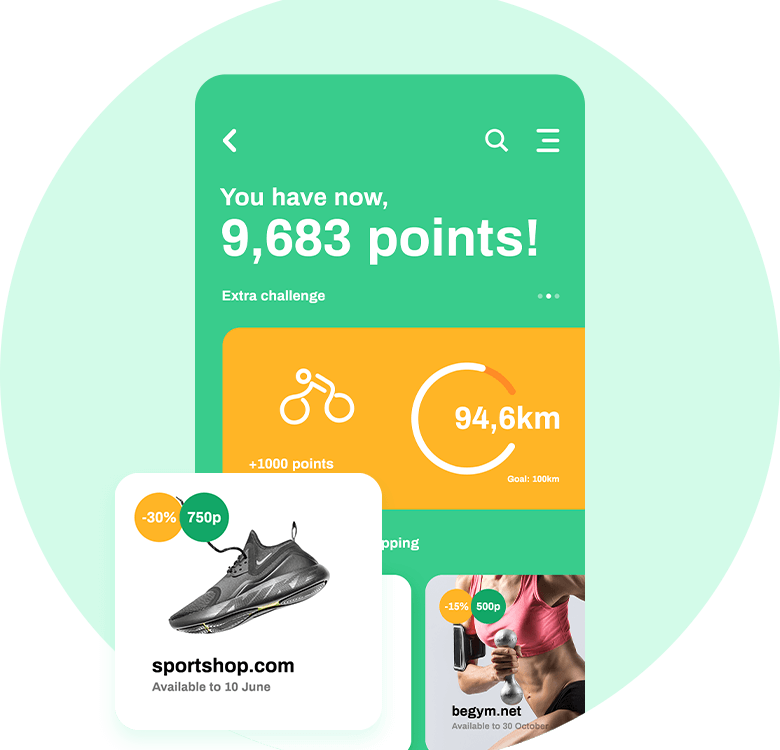 You have now,
9,683 points!
Extra challenge
94,6km
+1000 points
Goal: 100km
pping
-30% 750p
sportshop.com
Available to 10 June
-15% 500p
begym.net
Available to 30 October